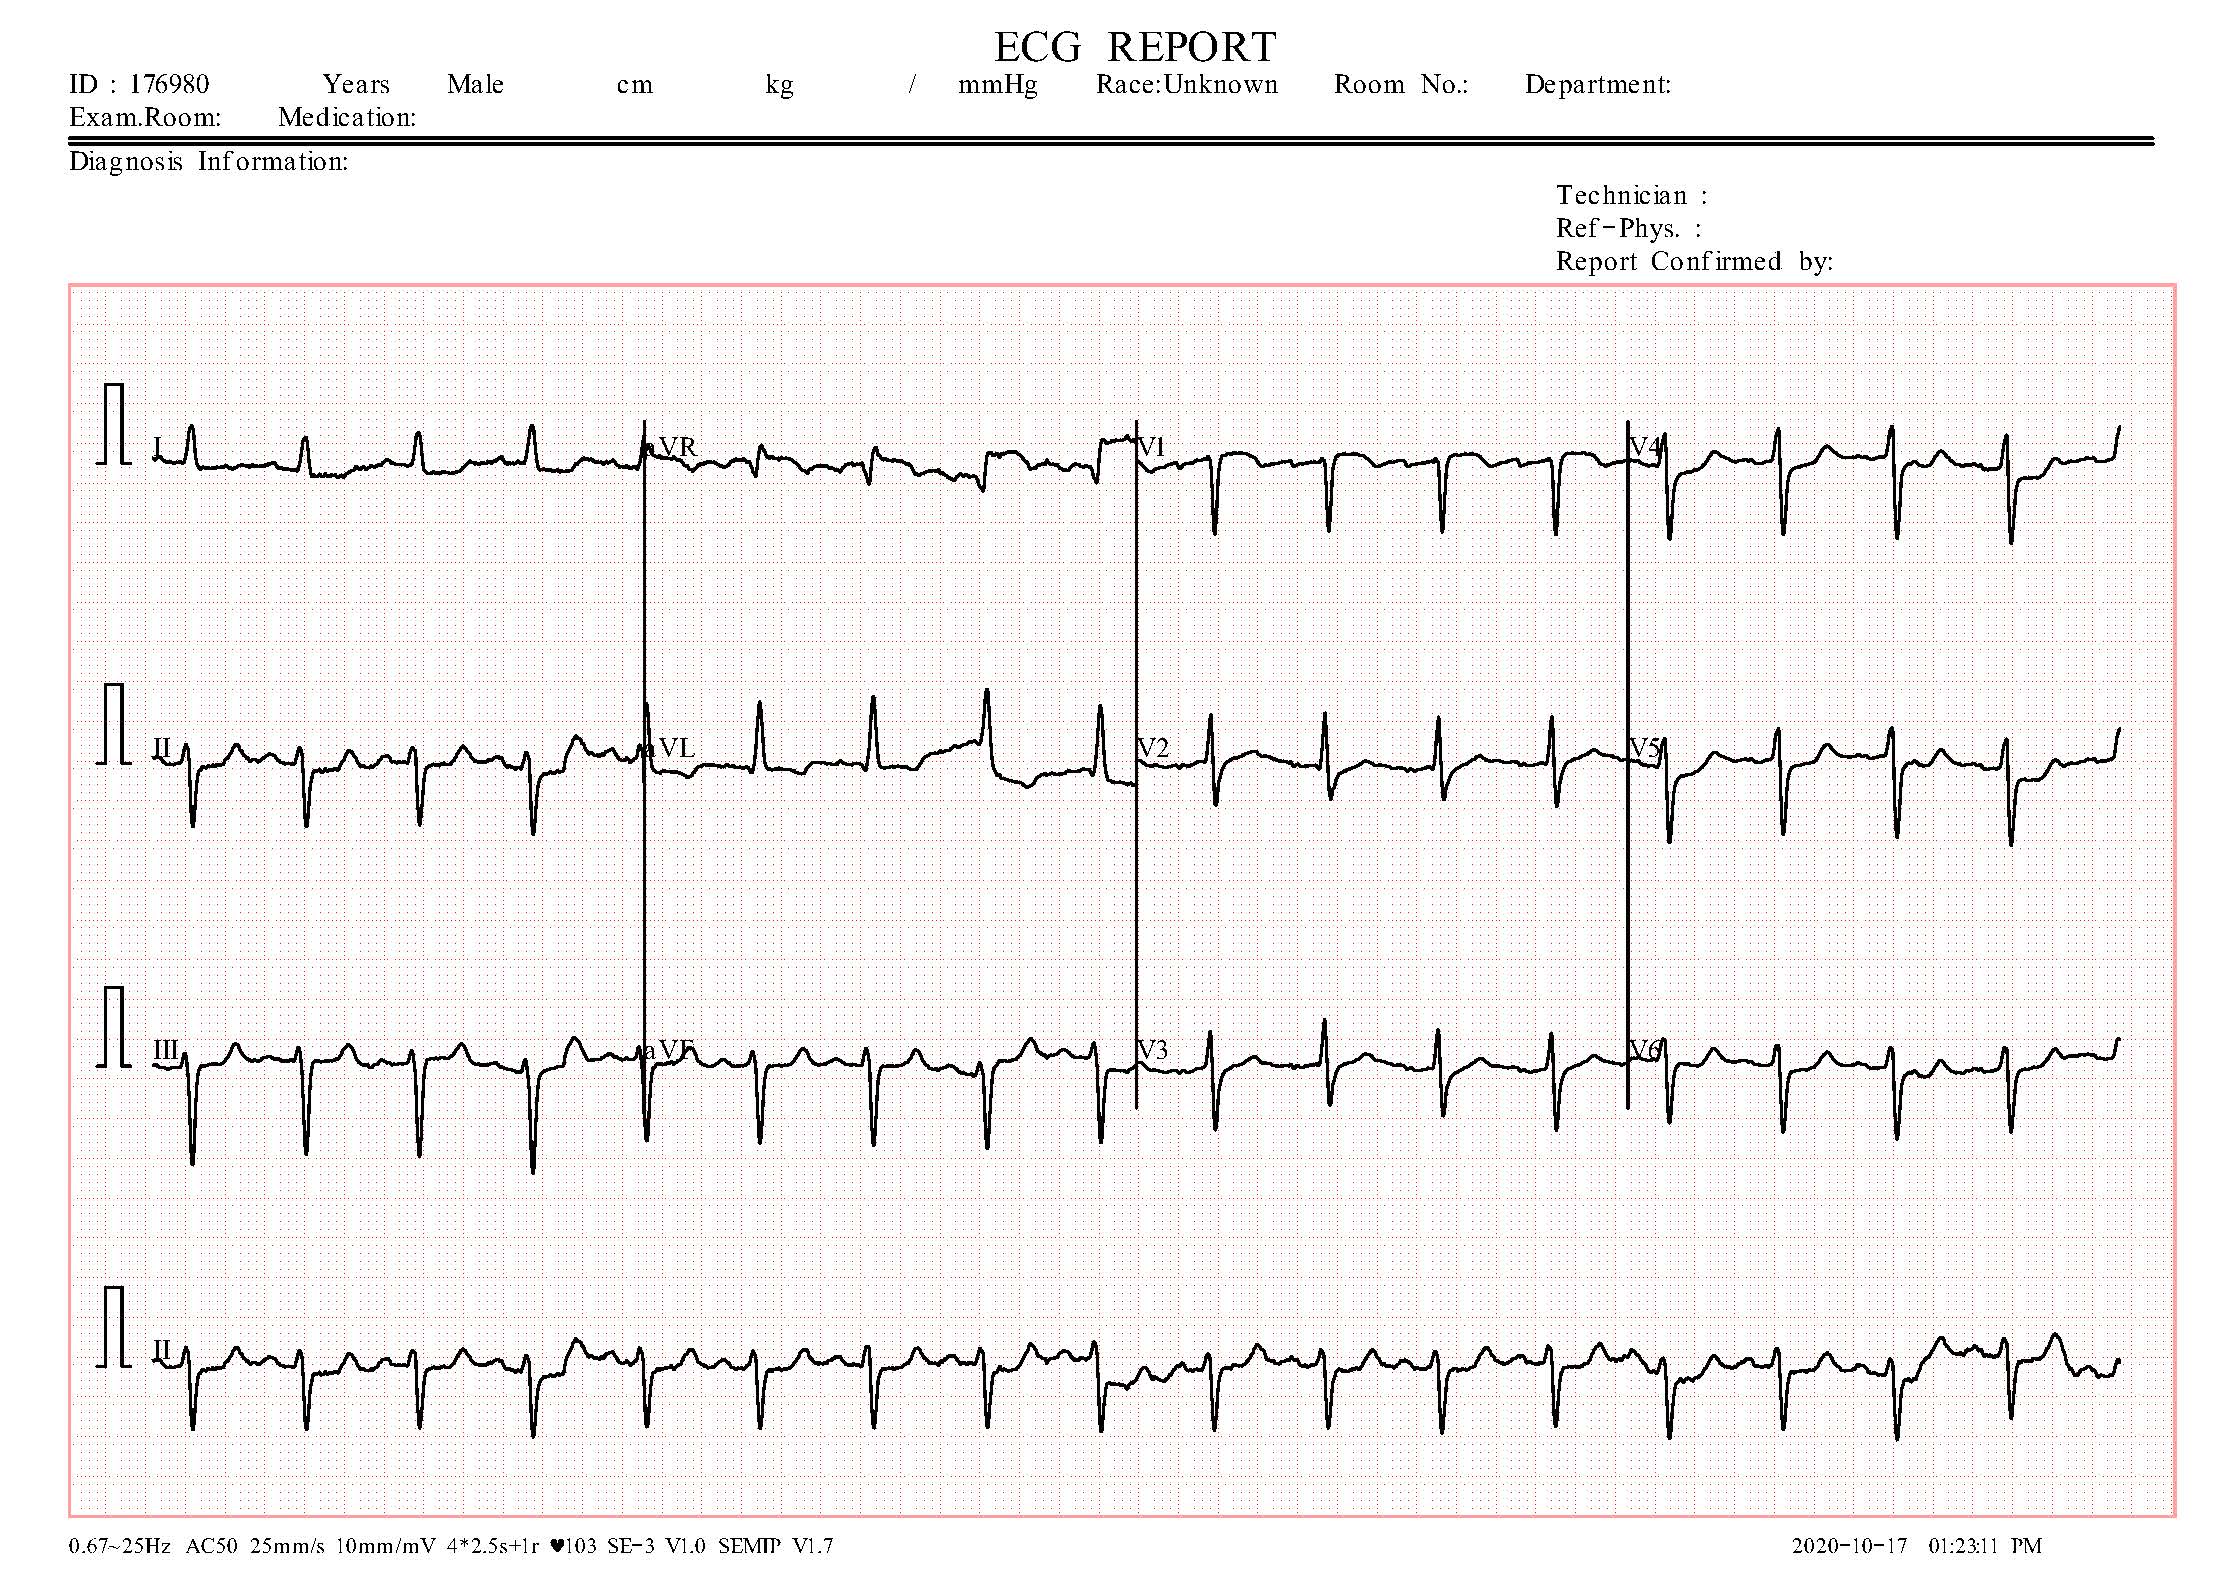 ECG REPORT
ID : 176980 Years Male cm kg / mmHg Race:Unknown Room No.: Department:
Exam.Room: Medication:
Diagnosis Information:
Technician :
Ref-Phys. :
Report Confirmed by:
I aVR V1 V4
II aVL V2 V5
III aVF V3 V6
II
0.67~25Hz AC50 25mm/s 10mm/mV 4*2.5s+1r ♥103 SE-3 V1.0 SEMIP V1.7 2020-10-17 01:23:11 PM